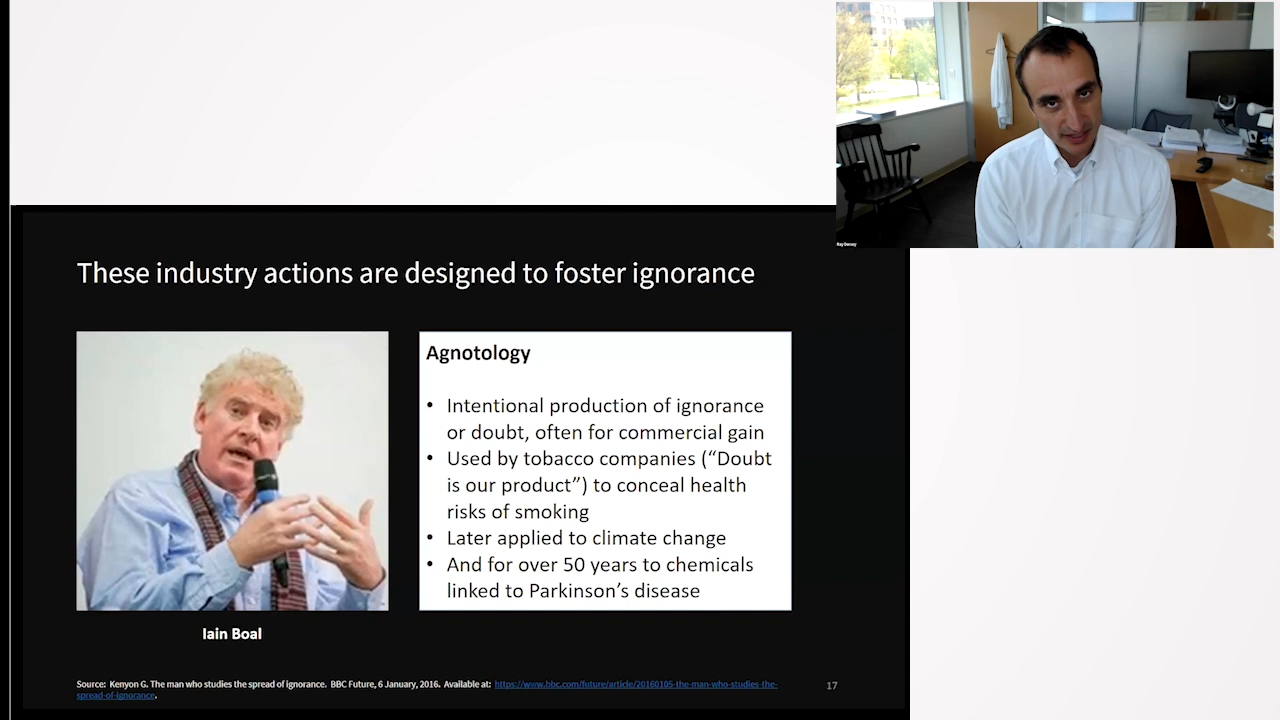 Ray Dorsey
These industry actions are designed to foster ignorance
Agnotology
• Intentional production of ignorance
or doubt, often for commercial gain
• Used by tobacco companies (“Doubt
is our product”) to conceal health
risks of smoking
• Later applied to climate change
• And for over 50 years to chemicals
linked to Parkinson’s disease
Iain Boal
Source: Kenyon G. The man who studies the spread of ignorance. BBC Future, 6 January, 2016. Available at: https://www.bbc.com/future/article/20160105-the-man-who-studies-the-
spread-of-ignorance.
17